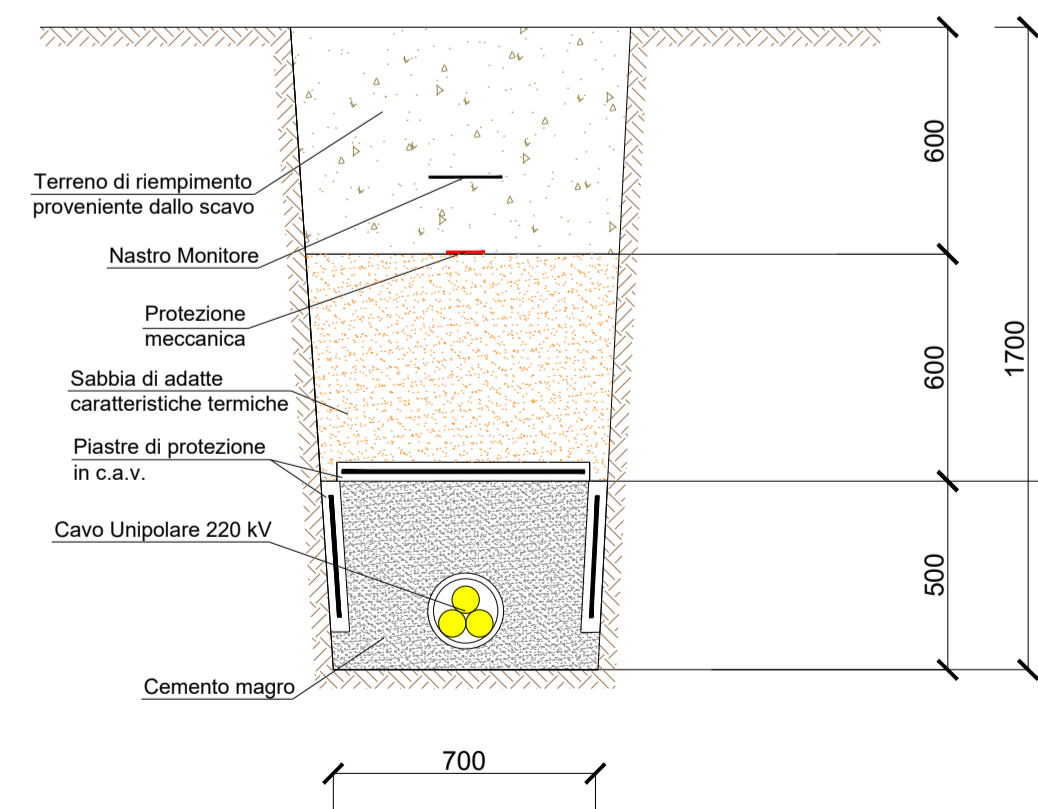 Terreno di riempimento
proveniente dallo scavo
Nastro Monitore
Protezione
meccanica
Sabbia di adatte
caratteristiche termiche
Piastre di protezione
in c.a.v.
Cavo Unipolare 220 kV
Cemento magro
600
600
500
1700
700